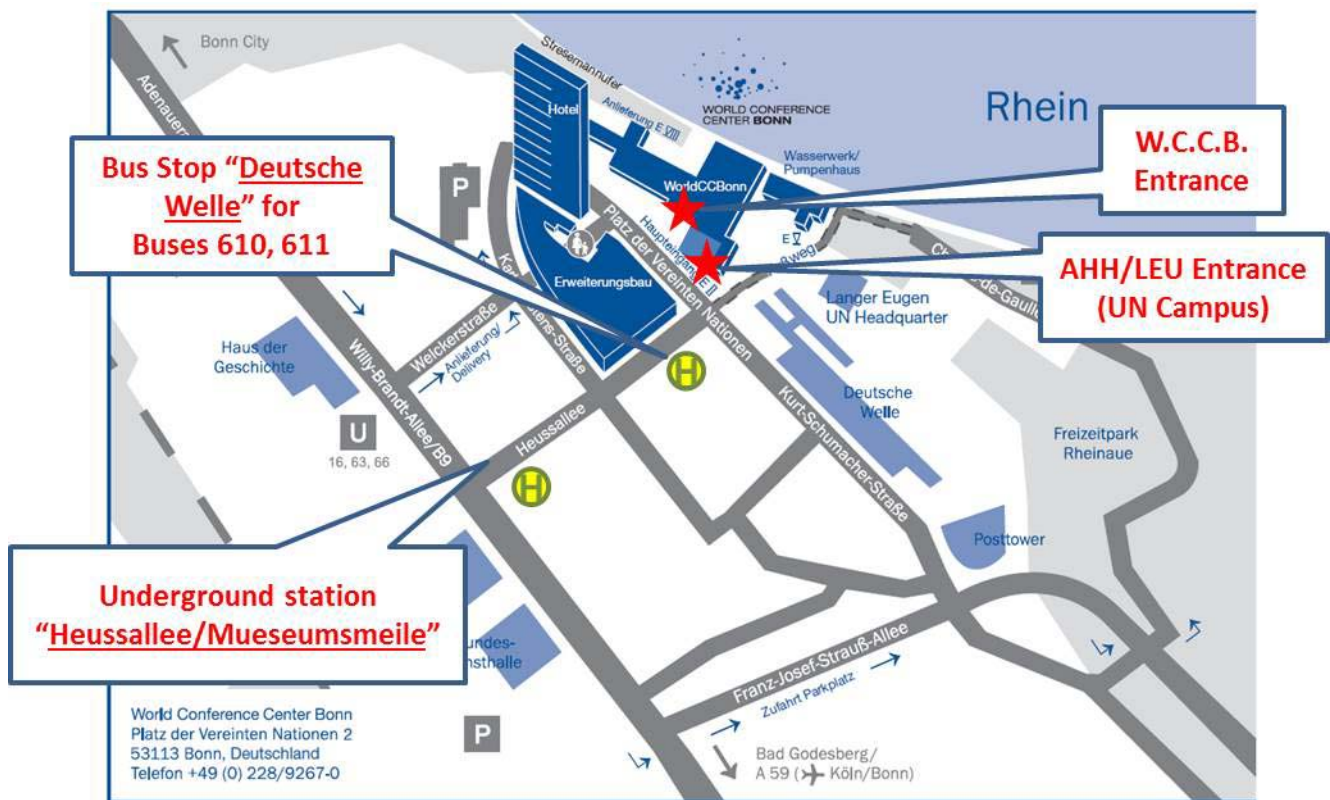 Bonn City
Adenauer
Stresemannufer
Hotel
Anlieferung E VIII
WORLD CONFERENCE
CENTER BONN
Rhein
W.C.C.B.
Entrance
Bus Stop “Deutsche
Welle” for
Buses 610, 611
P
Wasserwerk/
Pumpenhaus
WorldCCBonn
Haupteingang E II
Platz der Vereinten Nationen
E V
ßweg
Erweiterungsbau
AHH/LEU Entrance
(UN Campus)
Langer Eugen
UN Headquarter
Welckerstraße
Anlieferung/
Delivery
Haus der
Geschichte
Willy-Brandt-Allee/B9
H
Heussallee
Deutsche
Welle
Kurt-Schumacher-Straße
Freizeitpark
Rheinaue
U
16, 63, 66
H
Posttower
Underground station
“Heussallee/Mueseumsmeile”
Franz-Josef-Strauß-Allee
Zufahrt Parkplatz
World Conference Center Bonn
Platz der Vereinten Nationen 2
53113 Bonn, Deutschland
Telefon +49 (0) 228/9267-0
P
Bad Godesberg/
A 59 ( Köln/Bonn)